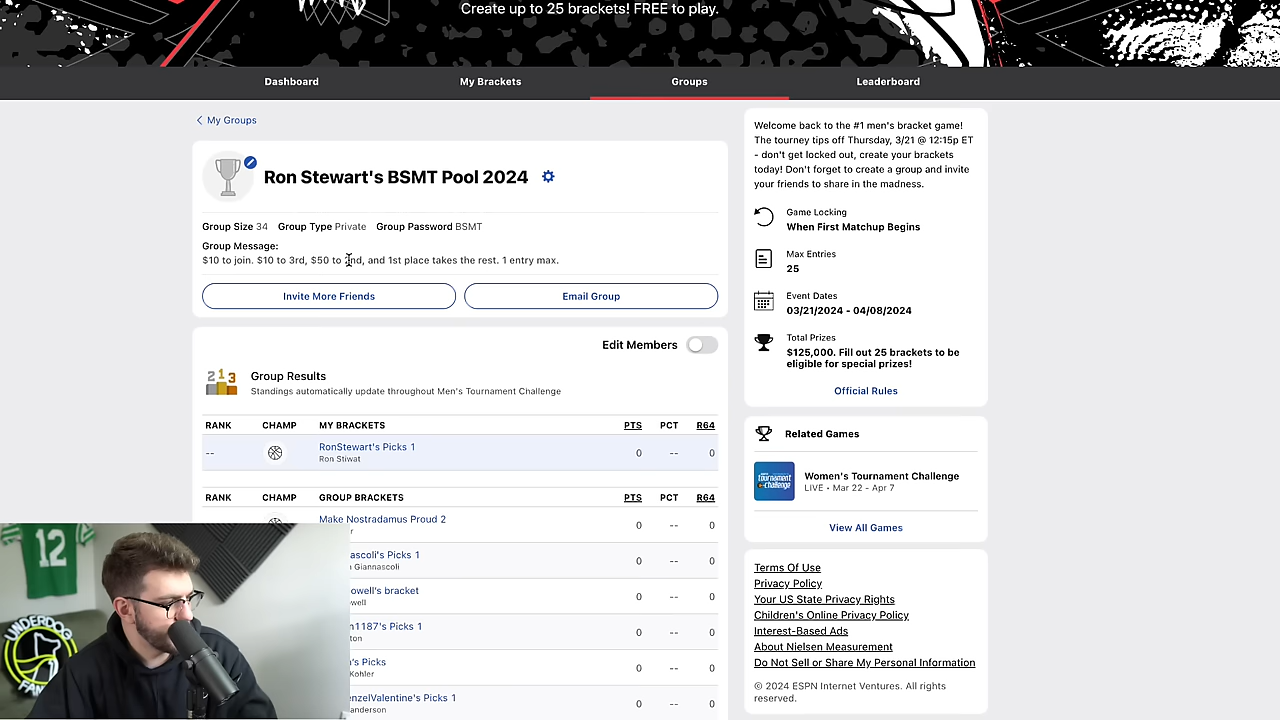 Create up to 25 brackets! FREE to play.
Dashboard
My Brackets
Groups
Leaderboard
My Groups
Ron Stewart's BSMT Pool 2024
Group Size 34 Group Type Private Group Password BSMT
Group Message:
$10 to join. $10 to 3rd, $50 to 2nd, and 1st place takes the rest. 1 entry max.
Invite More Friends
Email Group
Edit Members
2 1 3
Group Results
Standings automatically update throughout Men's Tournament Challenge
RANK CHAMP MY BRACKETS PTS PCT R64
-- RonStewart's Picks 1 0 -- 0
Ron Stiwat
RANK CHAMP GROUP BRACKETS PTS PCT R64
Make Nostradamus Proud 2 0 -- 0
r
ascoli's Picks 1 0 -- 0
Giannascoli
owell's bracket 0 -- 0
well
n1187's Picks 1 0 -- 0
ton
's Picks 0 -- 0
Kohler
enzelValentine's Picks 1 0 -- 0
anderson
Welcome back to the #1 men's bracket game!
The tourney tips off Thursday, 3/21 @ 12:15p ET
- don't get locked out, create your brackets
today! Don't forget to create a group and invite
your friends to share in the madness.
Game Locking
When First Matchup Begins
Max Entries
25
Event Dates
03/21/2024 - 04/08/2024
Total Prizes
$125,000. Fill out 25 brackets to be
eligible for special prizes!
Official Rules
Related Games
Women's Tournament Challenge
LIVE • Mar 22 - Apr 7
View All Games
Terms Of Use
Privacy Policy
Your US State Privacy Rights
Children's Online Privacy Policy
Interest-Based Ads
About Nielsen Measurement
Do Not Sell or Share My Personal Information
© 2024 ESPN Internet Ventures. All rights
reserved.
12
UNDERDOG
FAN